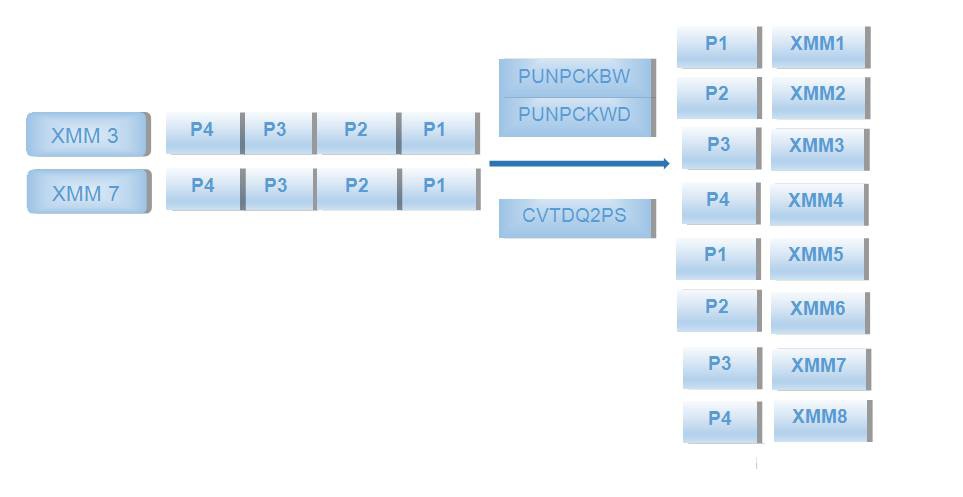 XMM 3 P4 P3 P2 P1
XMM 7 P4 P3 P2 P1
PUNPCKBW
PUNPCKWD
CVTDQ2PS
P1 XMM1
P2 XMM2
P3 XMM3
P4 XMM4
P1 XMM5
P2 XMM6
P3 XMM7
P4 XMM8